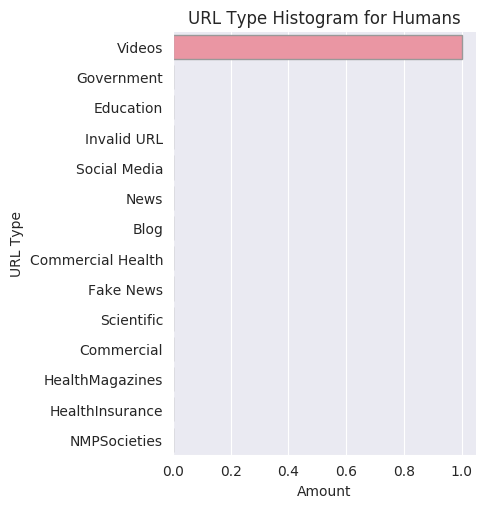 URL Type Histogram for Humans
Videos
Government
Education
Invalid URL
Social Media
News
Blog
Commercial Health
Fake News
Scientific
Commercial
HealthMagazines
HealthInsurance
NMPSocieties
URL Type
0.0 0.2 0.4 0.6 0.8 1.0
Amount